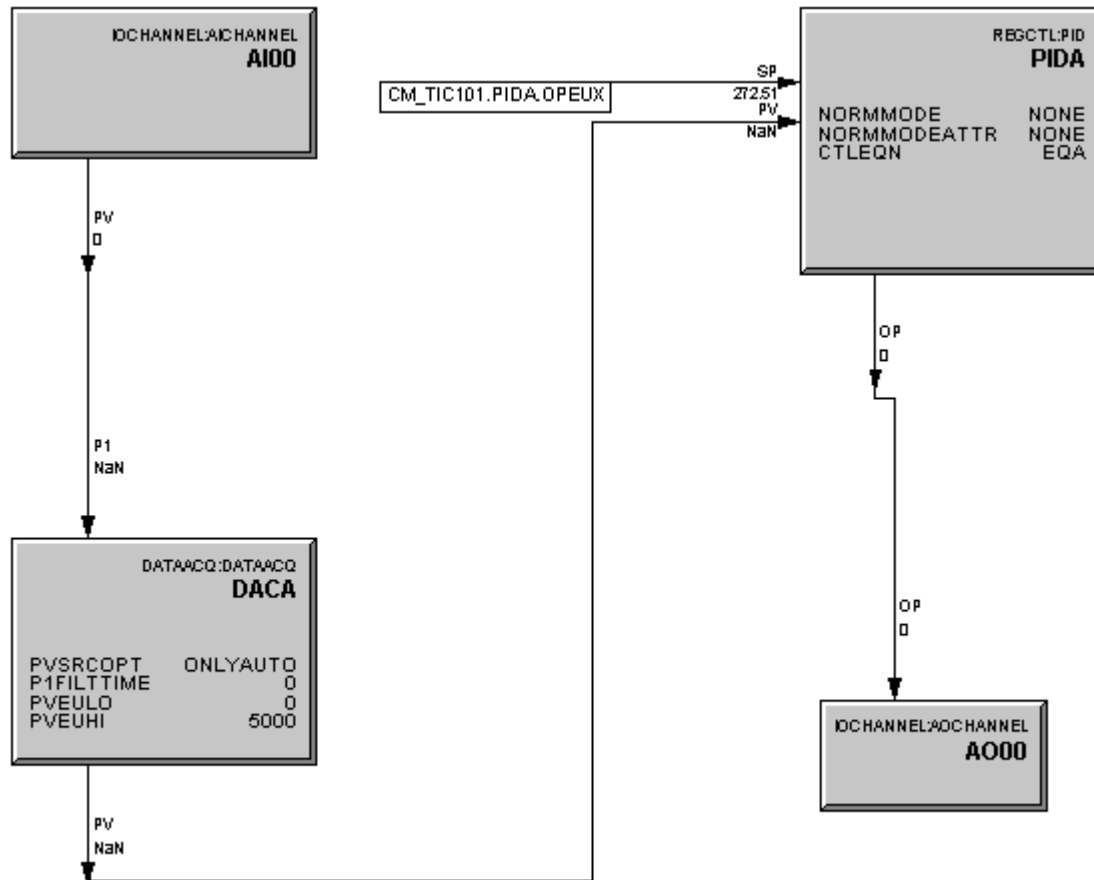 IOCHANNEL:AICHANNEL
AI00
PV
0
P1
NaN
DATAACQ:DATAACQ
DACA
PVSRCOPT ONLYAUTO
P1FILTTIME 0
PVEULO 0
PVEUHI 5000
PV
NaN
CM_TIC101.PIDA.OPEUX
SP
272.51
PV
NaN
REGCTL:PID
PIDA
NORMMODE NONE
NORMMODEATTR NONE
CTLEQN EQA
OP
0
OP
0
IOCHANNEL:AOCHANNEL
AO00